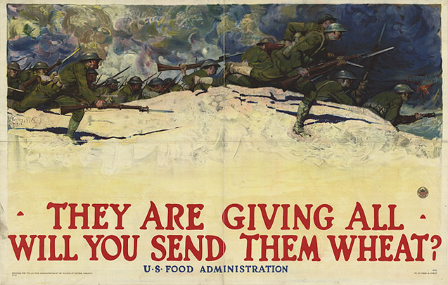 · THEY ARE GIVING ALL ·
WILL YOU SEND THEM WHEAT?
U·S·FOOD ADMINISTRATION